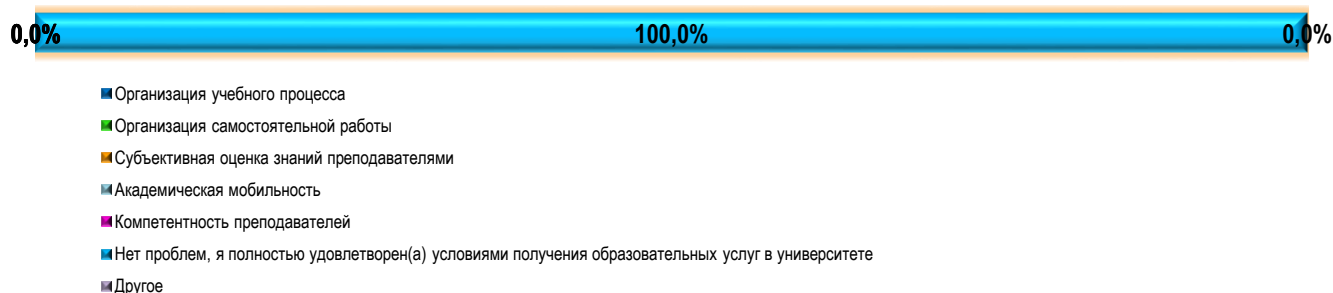 0,0% 100,0% 0,0%
Организация учебного процесса
Организация самостоятельной работы
Субъективная оценка знаний преподавателями
Академическая мобильность
Компетентность преподавателей
Нет проблем, я полностью удовлетворен(а) условиями получения образовательных услуг в университете
Другое